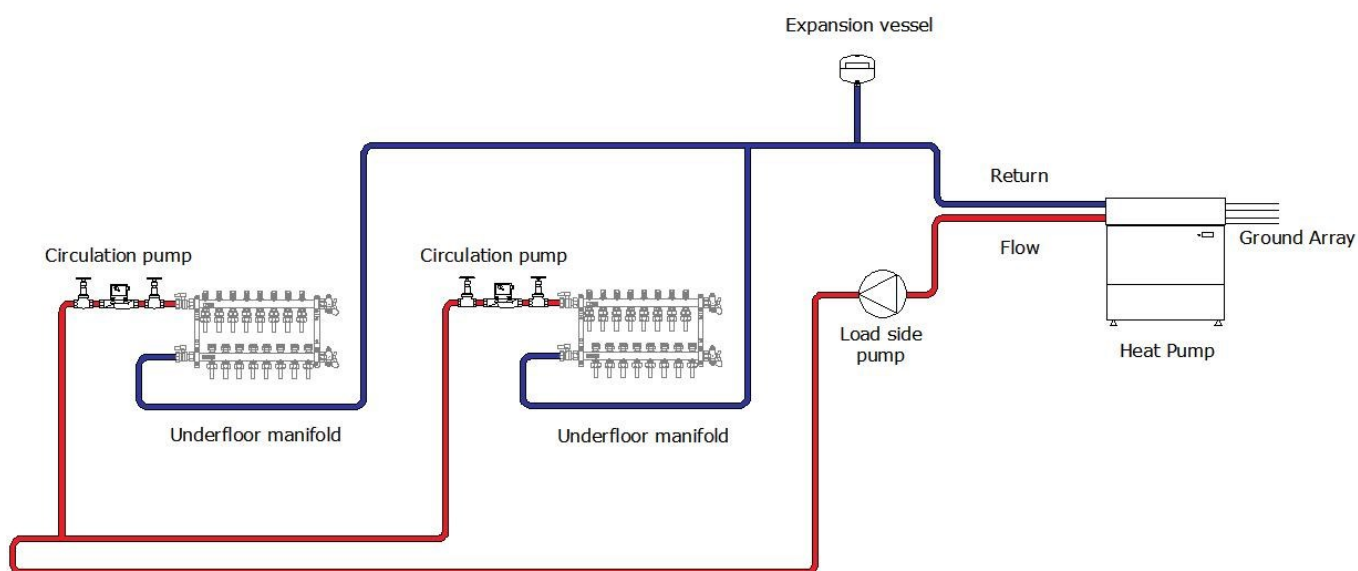 Expansion vessel
Return
Flow
Ground Array
Circulation pump
Circulation pump
Load side
pump
Heat Pump
Underfloor manifold
Underfloor manifold